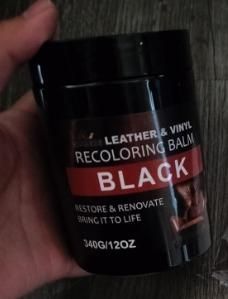 LEATHER & VINYL
RECOLORING BALM
BLACK
RESTORE & RENOVATE
BRING IT TO LIFE
340G/12OZ